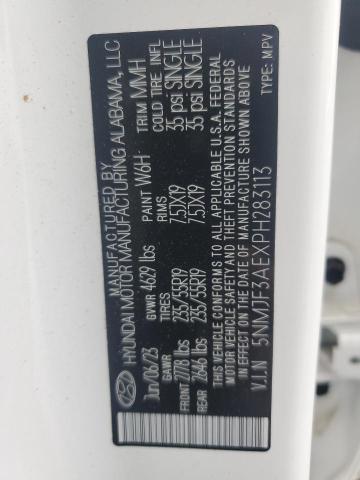 MANUFACTURED BY
HYUNDAI MOTOR MANUFACTURING ALABAMA, LLC
Jun/06/23 GVWR 4629 lbs PAINT W6H TRIM MMH
GAWR TIRES RIMS COLD TIRE INFL
FRONT 2778 lbs 235/55R19 7.5JX19 35 psi SINGLE
REAR 2646 lbs 235/55R19 7.5JX19 35 psi SINGLE
THIS VEHICLE CONFORMS TO ALL APPLICABLE U.S.A. FEDERAL
MOTOR VEHICLE SAFETY AND THEFT PREVENTION STANDARDS
IN EFFECT ON THE DATE OF MANUFACTURE SHOWN ABOVE.
V.I.N 5NMJF3AEXPH283113 TYPE: MPV